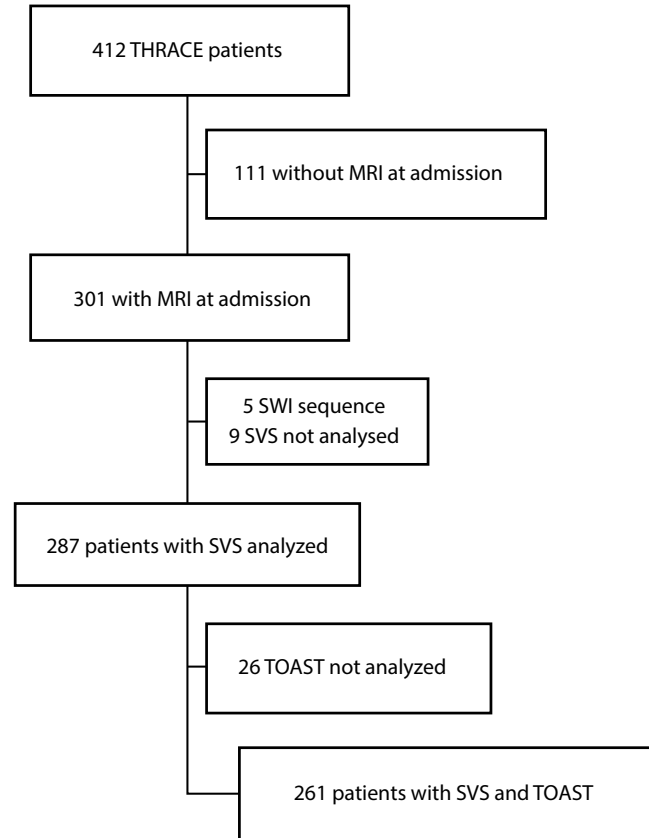 412 THRACE patients
111 without MRI at admission
301 with MRI at admission
5 SWI sequence
9 SVS not analysed
287 patients with SVS analyzed
26 TOAST not analyzed
261 patients with SVS and TOAST